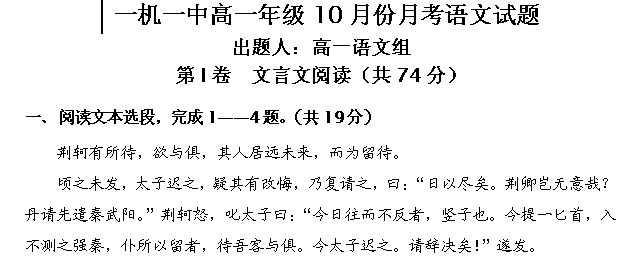 一机一中高一年级10月份月考语文试题
出题人：高一语文组
第I卷 文言文阅读（共74分）
一、阅读文本选段，完成1——4题。（共19分）
荆轲有所待，欲与俱，其人居远未来，而为留待。
顷之未发，太子迟之，疑其有改悔，乃复请之，曰：“日以尽矣。荆卿岂无意哉？
丹请先遣秦武阳。”荆轲怒，叱太子曰：“今日往而不反者，竖子也。今提一匕首，入
不测之强秦，仆所以留者，待吾客与俱。今太子迟之。请辞决矣！”遂发。